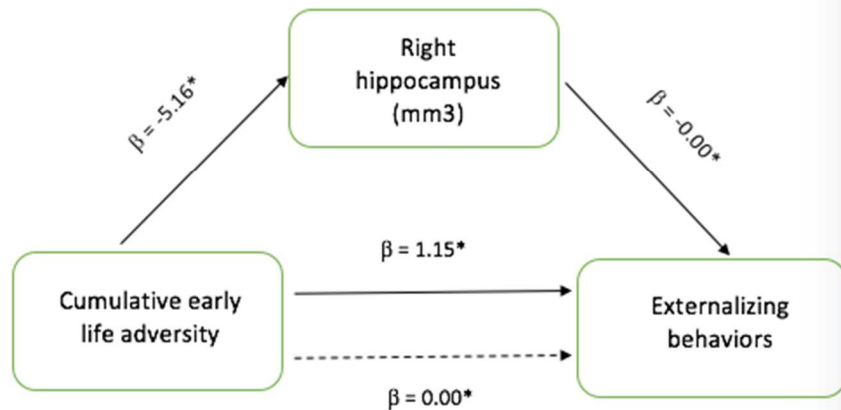 Right
hippocampus
(mm3)
β = -5.16*
β = -0.00*
β = 1.15*
Cumulative early
life adversity
Externalizing
behaviors
β = 0.00*